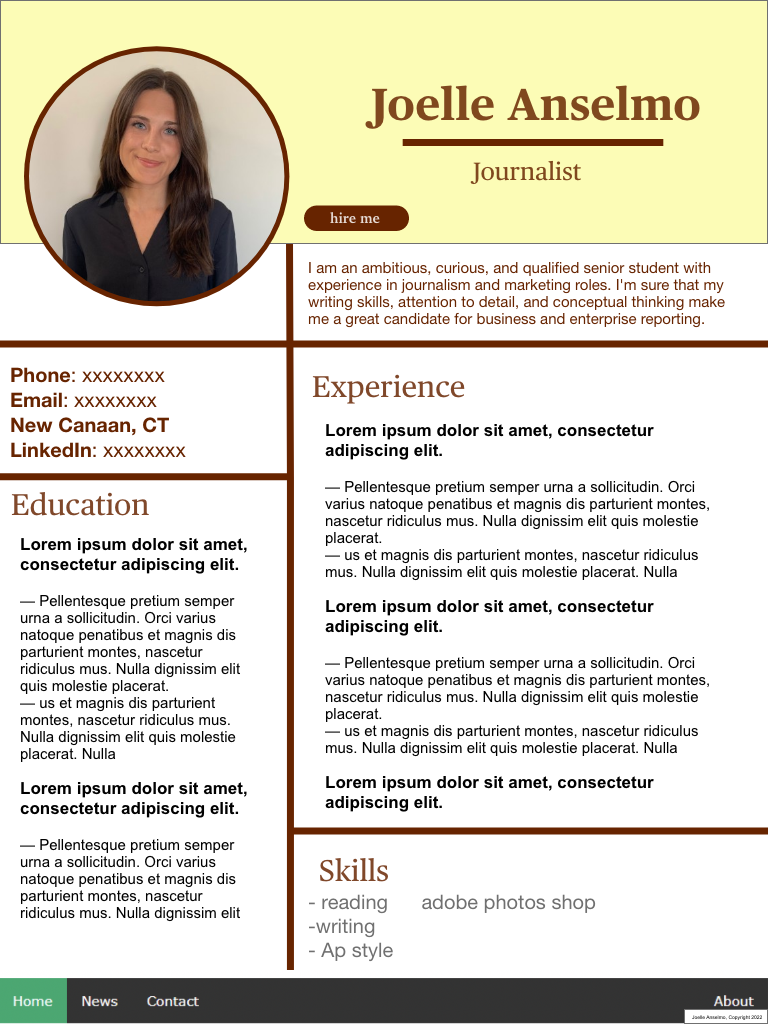 Joelle Anselmo
Journalist
hire me
I am an ambitious, curious, and qualified senior student with
experience in journalism and marketing roles. I'm sure that my
writing skills, attention to detail, and conceptual thinking make
me a great candidate for business and enterprise reporting.
Phone: xxxxxxxx
Email: xxxxxxxx
New Canaan, CT
LinkedIn: xxxxxxxx
Education
Lorem ipsum dolor sit amet,
consectetur adipiscing elit.
— Pellentesque pretium semper
urna a sollicitudin. Orci varius
natoque penatibus et magnis dis
parturient montes, nascetur
ridiculus mus. Nulla dignissim elit
quis molestie placerat.
— us et magnis dis parturient
montes, nascetur ridiculus mus.
Nulla dignissim elit quis molestie
placerat. Nulla
Lorem ipsum dolor sit amet,
consectetur adipiscing elit.
— Pellentesque pretium semper
urna a sollicitudin. Orci varius
natoque penatibus et magnis dis
parturient montes, nascetur
ridiculus mus. Nulla dignissim elit
Experience
Lorem ipsum dolor sit amet, consectetur
adipiscing elit.
— Pellentesque pretium semper urna a sollicitudin. Orci
varius natoque penatibus et magnis dis parturient montes,
nascetur ridiculus mus. Nulla dignissim elit quis molestie
placerat.
— us et magnis dis parturient montes, nascetur ridiculus
mus. Nulla dignissim elit quis molestie placerat. Nulla
Lorem ipsum dolor sit amet, consectetur
adipiscing elit.
— Pellentesque pretium semper urna a sollicitudin. Orci
varius natoque penatibus et magnis dis parturient montes,
nascetur ridiculus mus. Nulla dignissim elit quis molestie
placerat.
— us et magnis dis parturient montes, nascetur ridiculus
mus. Nulla dignissim elit quis molestie placerat. Nulla
Lorem ipsum dolor sit amet, consectetur
adipiscing elit.
Skills
- reading adobe photos shop
-writing
- Ap style
Home News Contact About
Joelle Anselmo, Copyright 2022